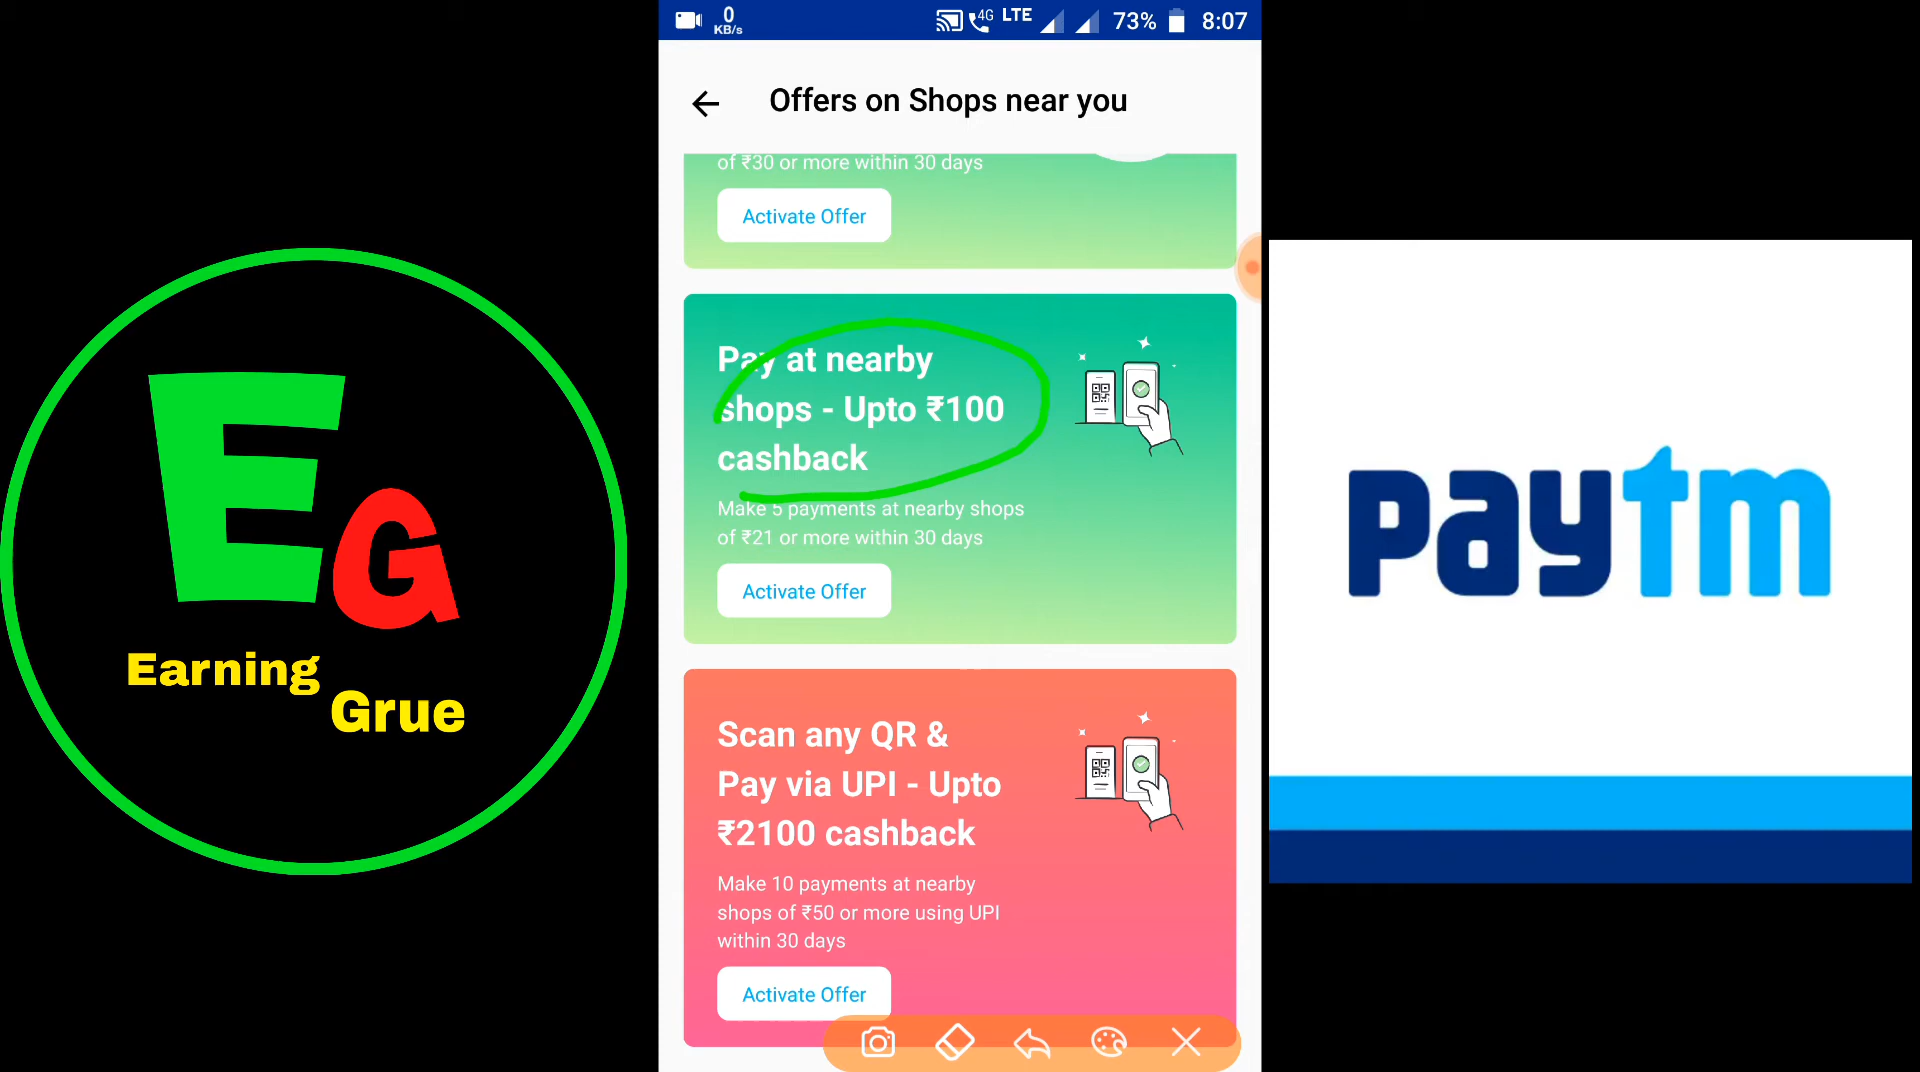 0
KB/s
4G
LTE
73%
8:07
Offers on Shops near you
of ₹30 or more within 30 days
Activate Offer
Pay at nearby
shops - Upto ₹100
cashback
Make 5 payments at nearby shops
of ₹21 or more within 30 days
Activate Offer
Scan any QR &
Pay via UPI - Upto
₹2100 cashback
Make 10 payments at nearby
shops of ₹50 or more using UPI
within 30 days
Activate Offer
EG
Earning
Grue
paytm